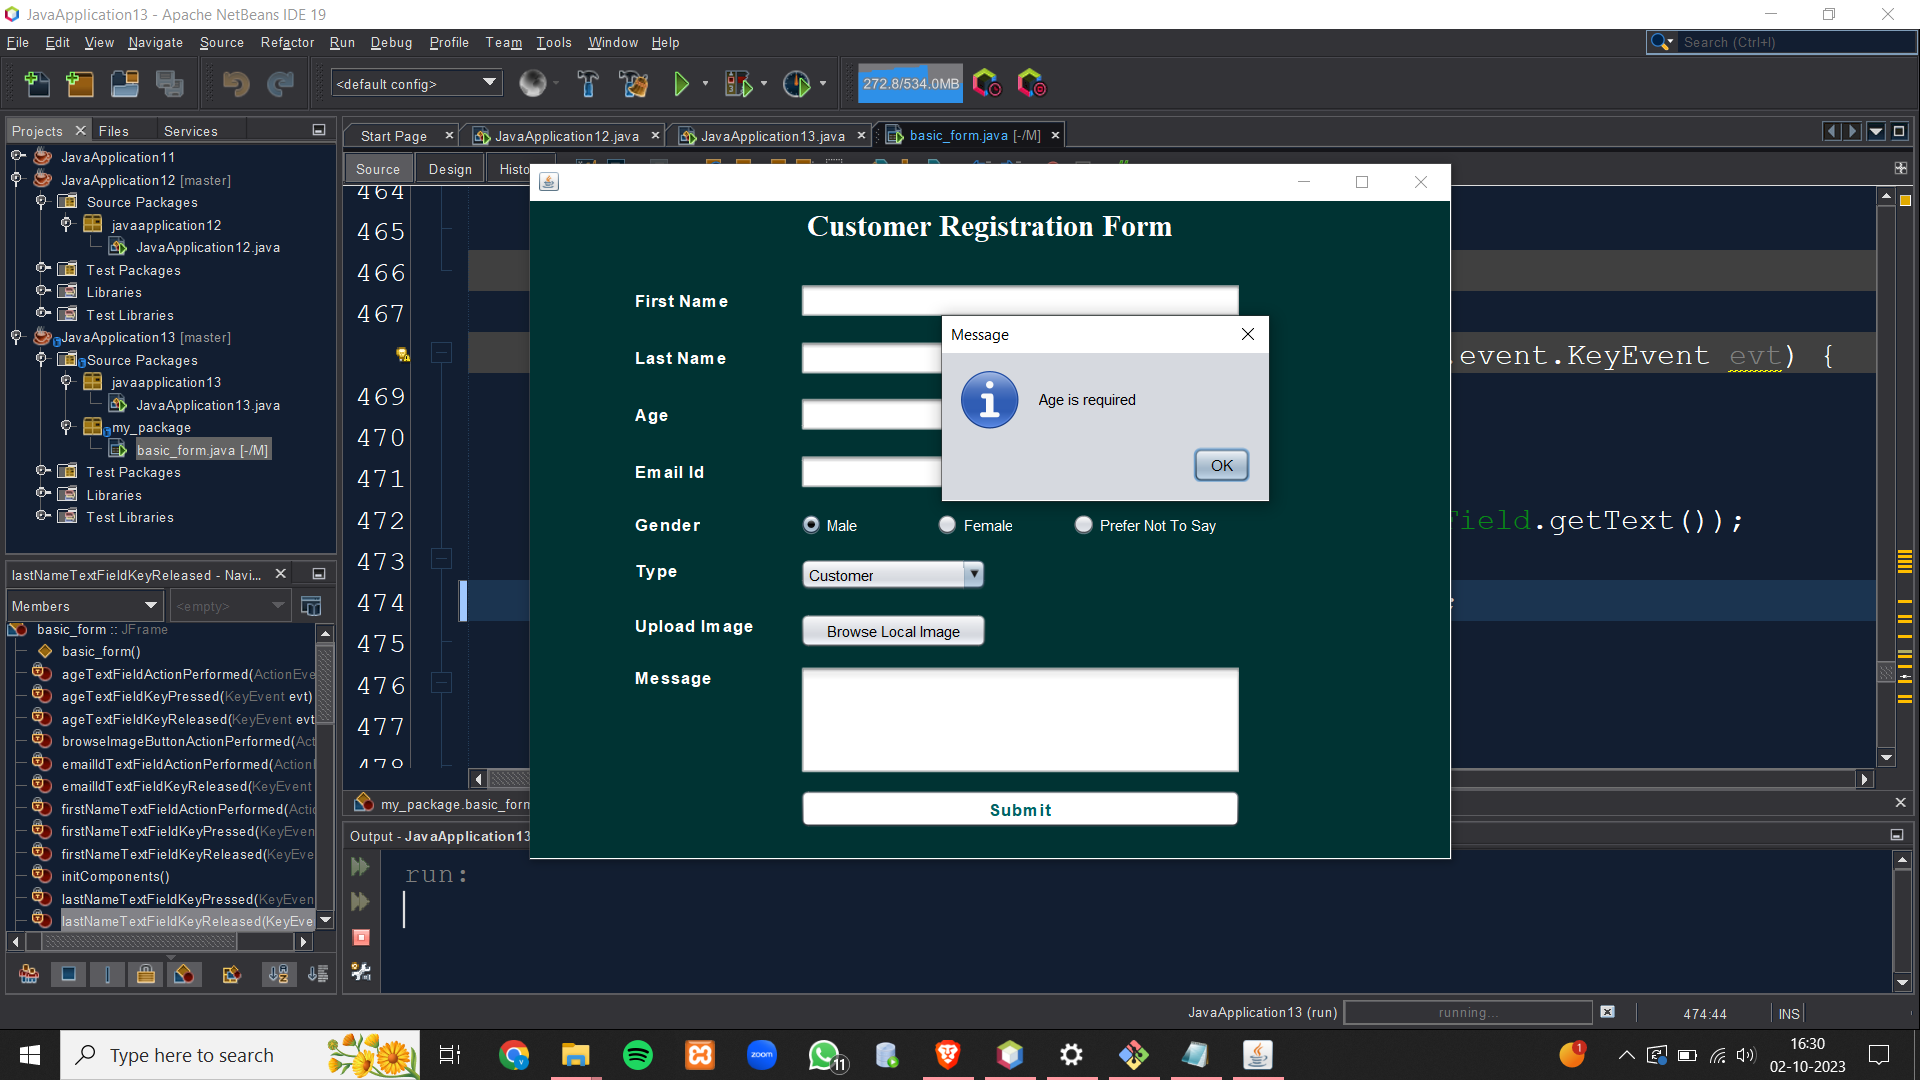 JavaApplication13 - Apache NetBeans IDE 19
File Edit View Navigate Source Refactor Run Debug Profile Team Tools Window Help
Search (Ctrl+I)
<default config>
272.8/534.0MB
Projects Files Services
Start Page JavaApplication12.java JavaApplication13.java basic_form.java [-/M]
JavaApplication11
JavaApplication12 [master]
Source Packages
javaapplication12
JavaApplication12.java
Test Packages
Libraries
Test Libraries
JavaApplication13 [master]
Source Packages
javaapplication13
JavaApplication13.java
my_package
basic_form.java [-/M]
Test Packages
Libraries
Test Libraries
Source Design Histo
464
465
466
467
.event.KeyEvent evt) {
469
470
471
472
Field.getText());
473
474
;
475
476
477
478
my_package.basic_form
Customer Registration Form
First Name
Last Name
Age
Email Id
Gender
Male Female Prefer Not To Say
Type
Customer
Upload Image
Browse Local Image
Message
Submit
Message
Age is required
OK
lastNameTextFieldKeyReleased - Navi...
Members <empty>
basic_form :: JFrame
basic_form()
ageTextFieldActionPerformed(ActionEve
ageTextFieldKeyPressed(KeyEvent evt)
ageTextFieldKeyReleased(KeyEvent evt
browseImageButtonActionPerformed(Act
emailIdTextFieldActionPerformed(Action
emailIdTextFieldKeyReleased(KeyEvent
firstNameTextFieldActionPerformed(Actio
firstNameTextFieldKeyPressed(KeyEven
firstNameTextFieldKeyReleased(KeyEven
initComponents()
lastNameTextFieldKeyPressed(KeyEven
lastNameTextFieldKeyReleased(KeyEve
Output - JavaApplication13
run:
JavaApplication13 (run) running... 474:44 INS
Type here to search
zoom
11
1
16:30
02-10-2023